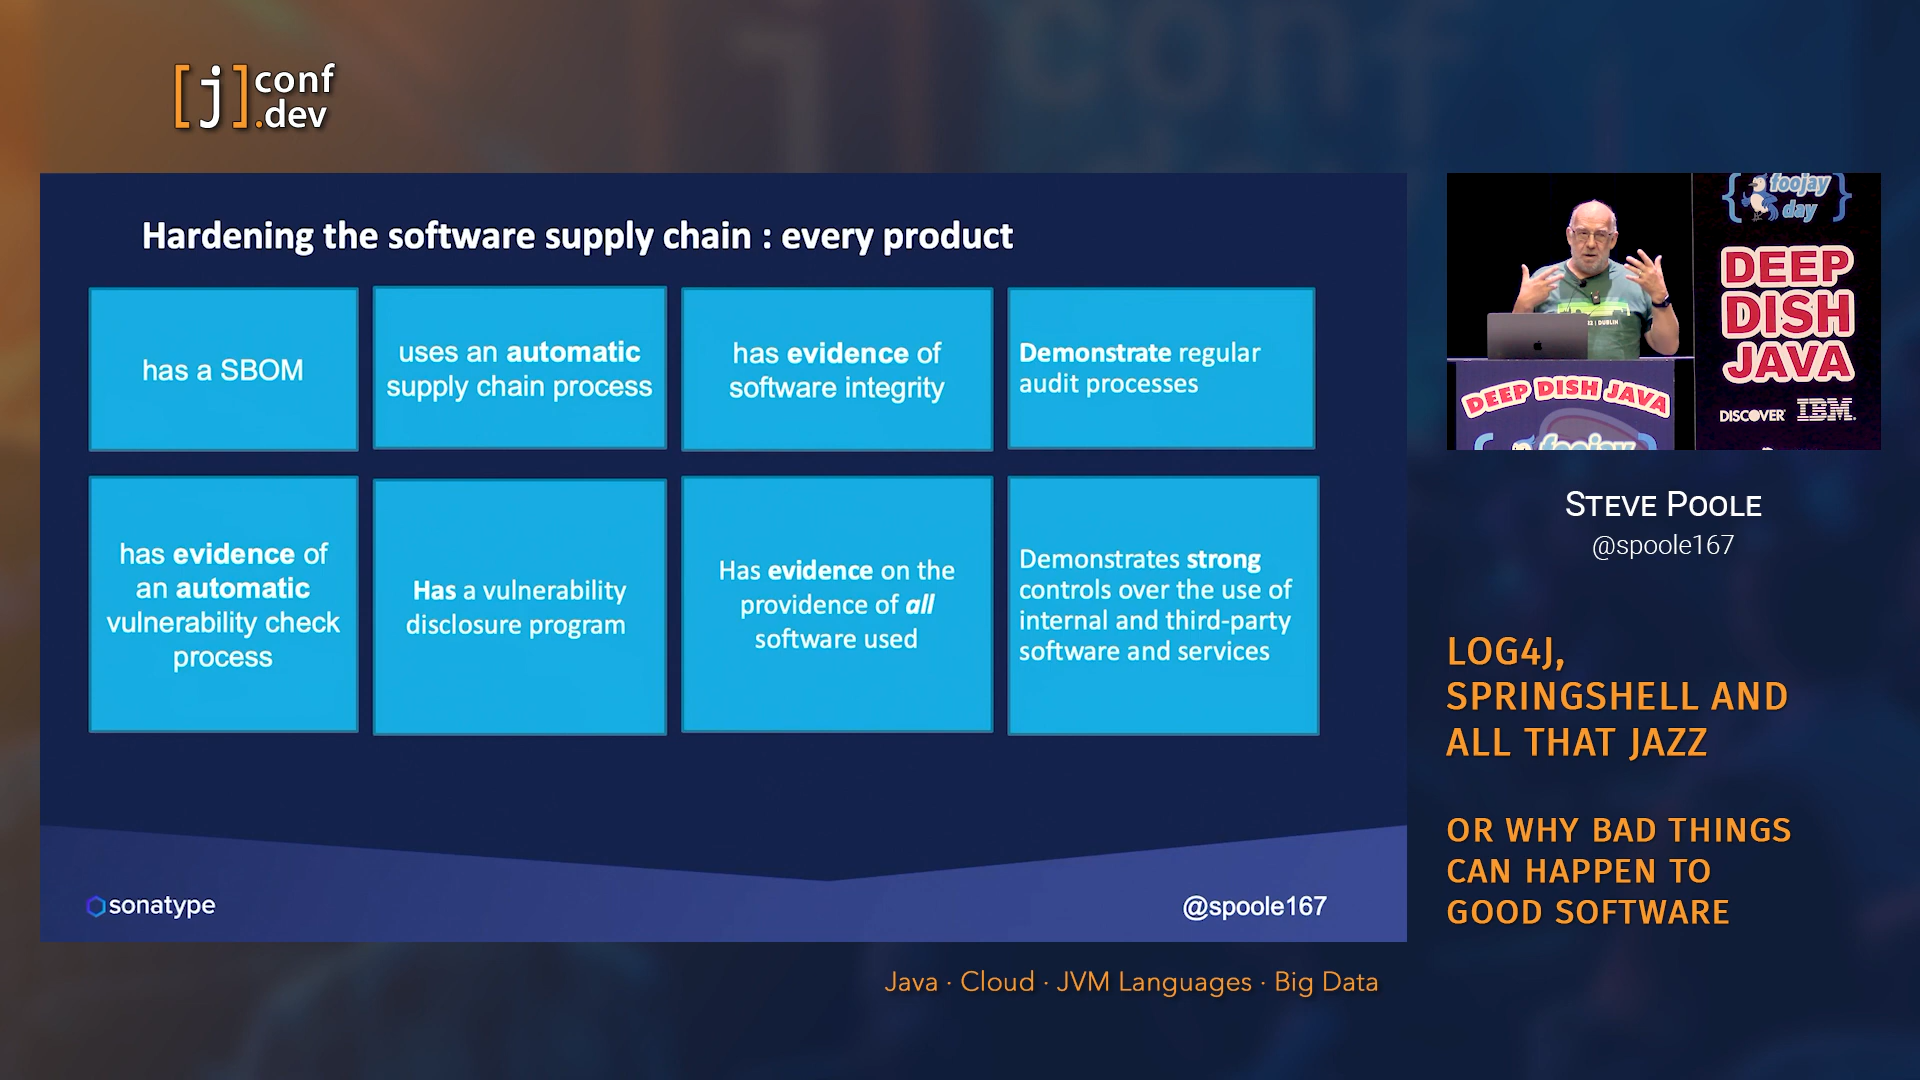 [j] conf
.dev
Hardening the software supply chain : every product
has a SBOM
uses an automatic
supply chain process
has evidence of
software integrity
Demonstrate regular
audit processes
has evidence of
an automatic
vulnerability check
process
Has a vulnerability
disclosure program
Has evidence on the
providence of all
software used
Demonstrates strong
controls over the use of
internal and third-party
software and services
sonatype
@spoole167
{ foojay }
day
DEEP
DISH
JAVA
DISCOVER IBM.
| DUBLIN
DEEP DISH JAVA
{ foojay
Steve Poole
@spoole167
LOG4J,
SPRINGSHELL AND
ALL THAT JAZZ
OR WHY BAD THINGS
CAN HAPPEN TO
GOOD SOFTWARE
Java · Cloud · JVM Languages · Big Data